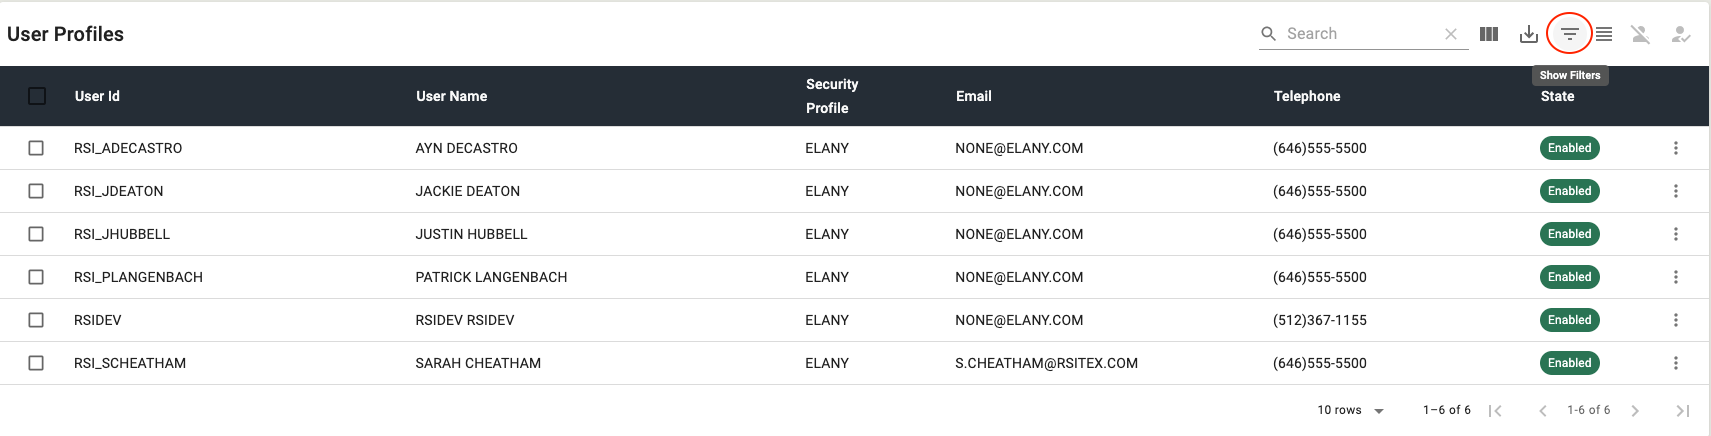 User Profiles
Search
Show Filters
User Id User Name Security Profile Email Telephone State
RSI_ADECASTRO AYN DECASTRO ELANY NONE@ELANY.COM (646)555-5500 Enabled
RSI_JDEATON JACKIE DEATON ELANY NONE@ELANY.COM (646)555-5500 Enabled
RSI_JHUBBELL JUSTIN HUBBELL ELANY NONE@ELANY.COM (646)555-5500 Enabled
RSI_PLANGENBACH PATRICK LANGENBACH ELANY NONE@ELANY.COM (646)555-5500 Enabled
RSIDEV RSIDEV RSIDEV ELANY NONE@ELANY.COM (512)367-1155 Enabled
RSI_SCHEATHAM SARAH CHEATHAM ELANY S.CHEATHAM@RSITEX.COM (646)555-5500 Enabled
10 rows 1–6 of 6 1-6 of 6